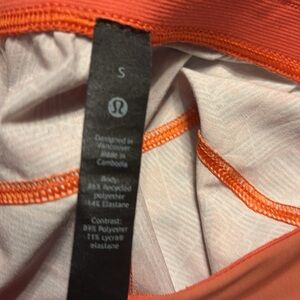 S
Designed in
Vancouver
Made in
Cambodia
Body:
86% Recycled
polyester
14% Elastane
Contrast:
89% Polyester
11% Lycra®
elastane